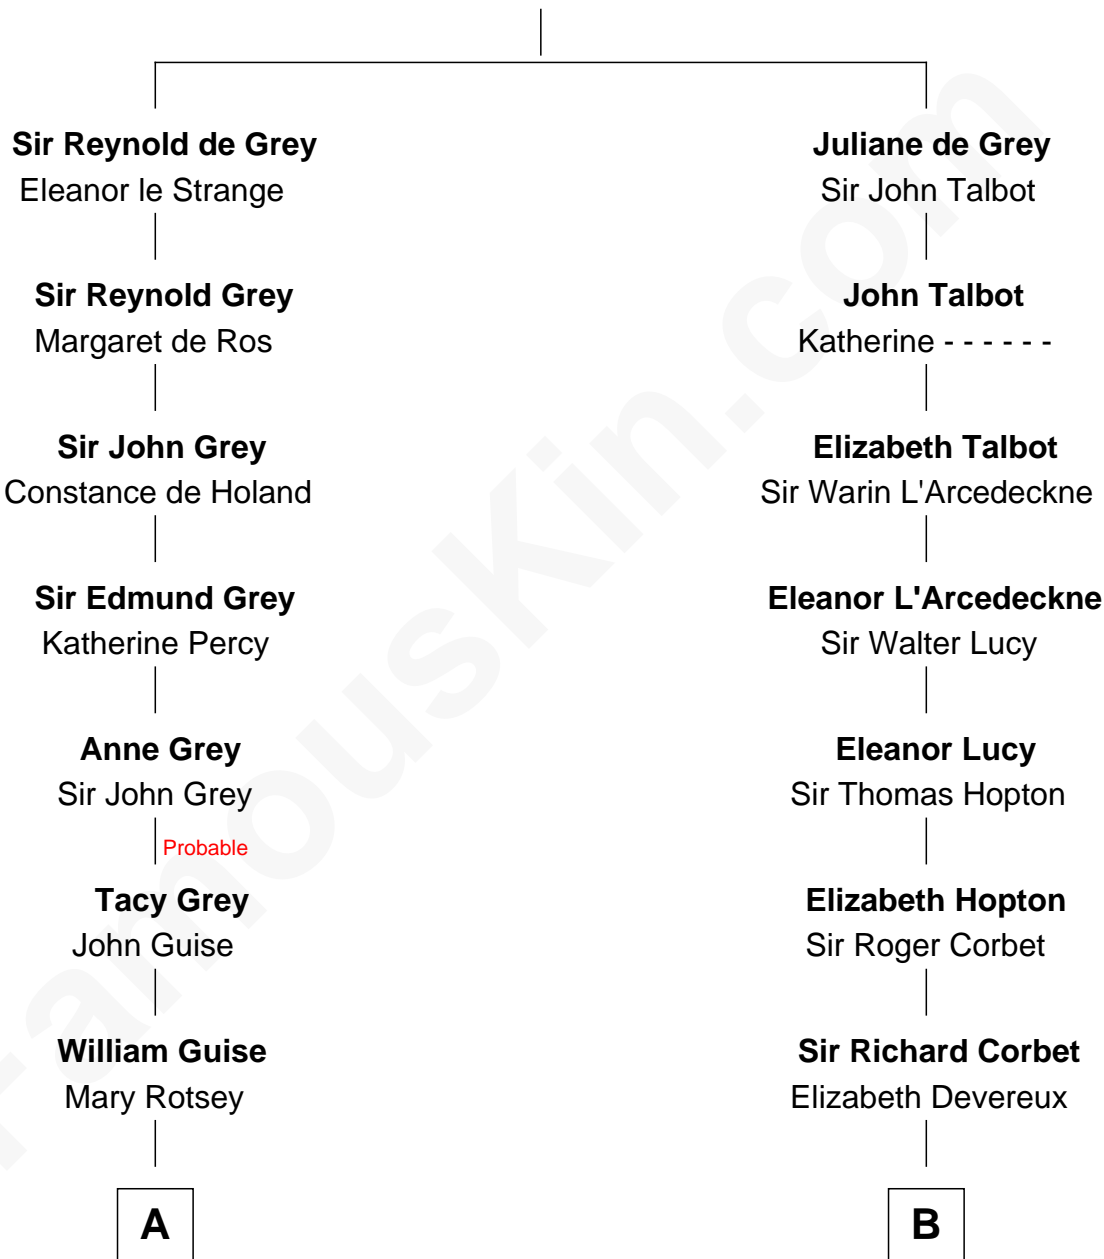 Sir Reynold de Grey
Eleanor le Strange
Sir Reynold Grey
Margaret de Ros
Sir John Grey
Constance de Holand
Sir Edmund Grey
Katherine Percy
Anne Grey
Sir John Grey
Probable
Tacy Grey
John Guise
William Guise
Mary Rotsey
A
Juliane de Grey
Sir John Talbot
John Talbot
Katherine - - - - - -
Elizabeth Talbot
Sir Warin L'Arcedeckne
Eleanor L'Arcedeckne
Sir Walter Lucy
Eleanor Lucy
Sir Thomas Hopton
Elizabeth Hopton
Sir Roger Corbet
Sir Richard Corbet
Elizabeth Devereux
B
FamousKin.com